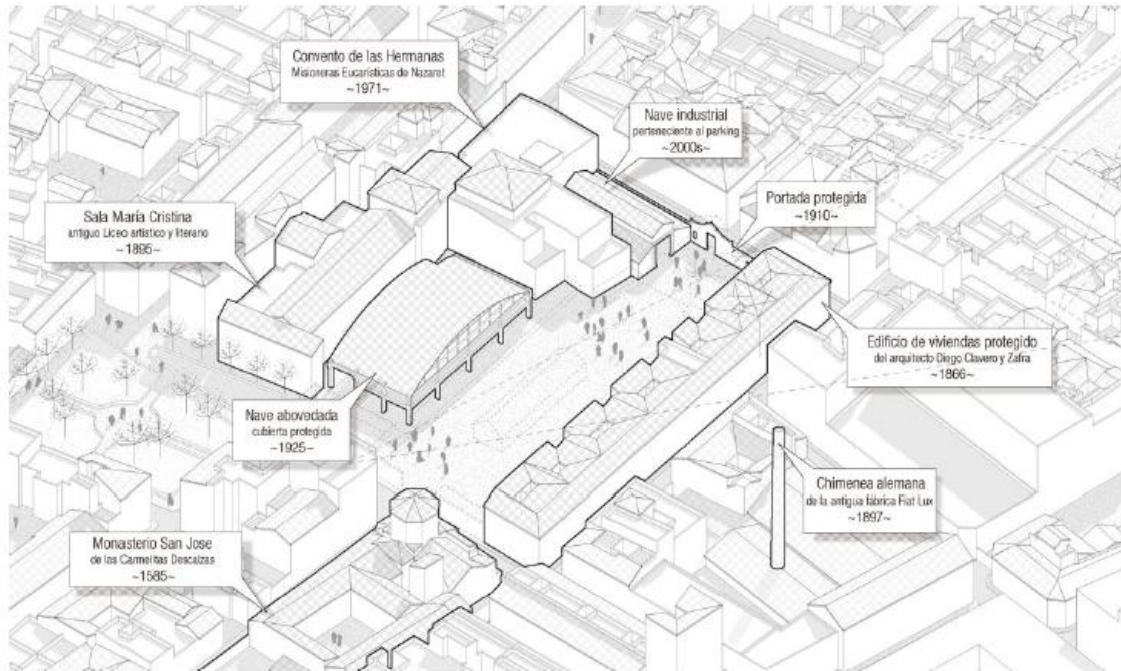 Convento de las Hermanas
Misioneras Eucarísticas de Nazaret
~1971~
Nave industrial
perteneciente al parking
~2000s~
Portada protegida
~1910~
Sala María Cristina
antiguo Liceo artístico y literario
~1895~
Edificio de viviendas protegido
del arquitecto Diego Clavero y Zafra
~1866~
Nave abovedada
cubierta protegida
~1925~
Chimenea alemana
de la antigua fábrica Fiat Lux
~1897~
Monasterio San Jose
de las Carmelitas Descalzas
~1585~